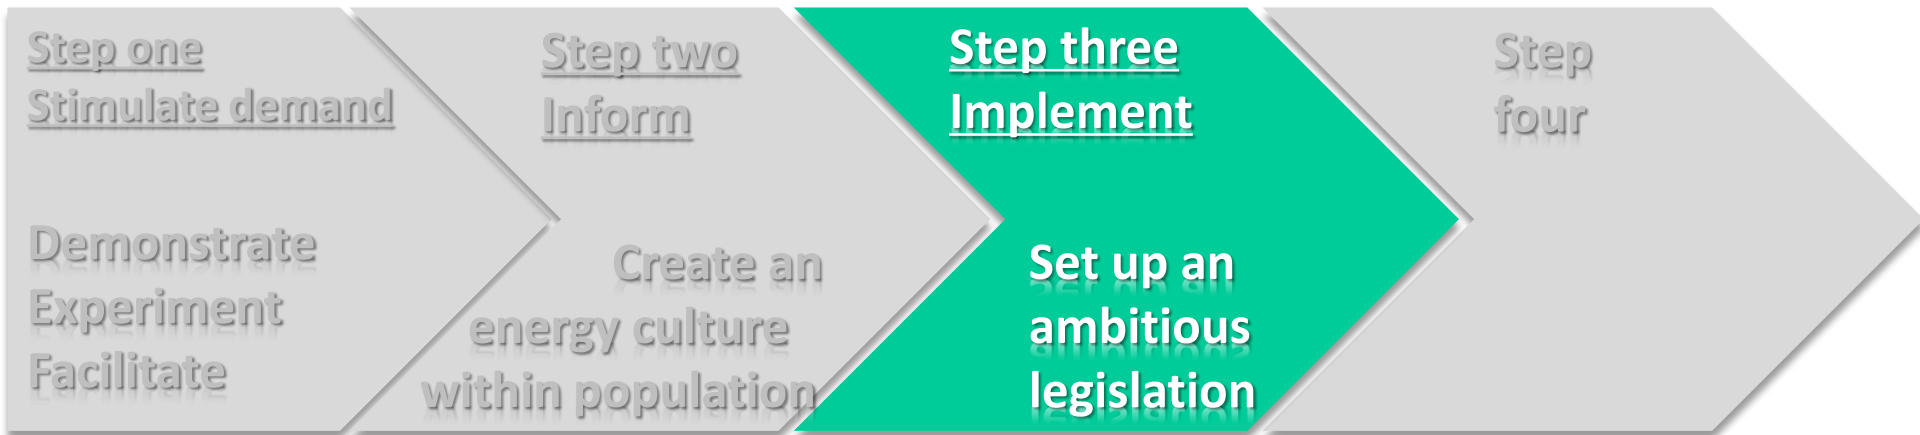 Step one
Stimulate demand
Demonstrate
Experiment
Facilitate
Step two
Inform
Create an
energy culture
within population
Step three
Implement
Set up an
ambitious
legislation
Step
four